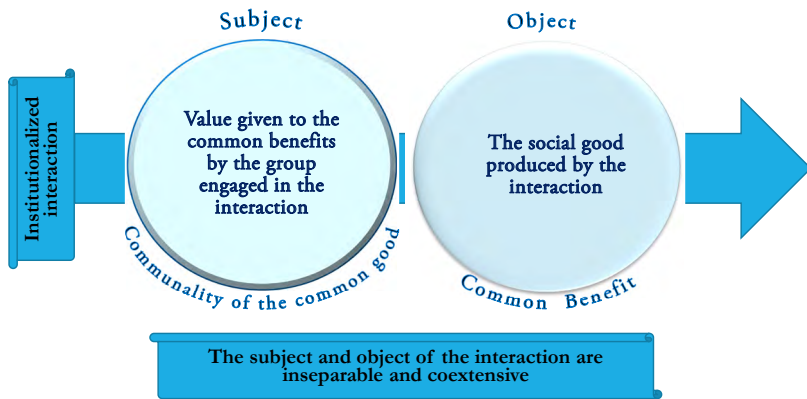 Subject
Object
Institutionalized
interaction
Value given to the
common benefits
by the group
engaged in the
interaction
The social good
produced by the
interaction
Communality of the common good
Common Benefit
The subject and object of the interaction are
inseparable and coextensive